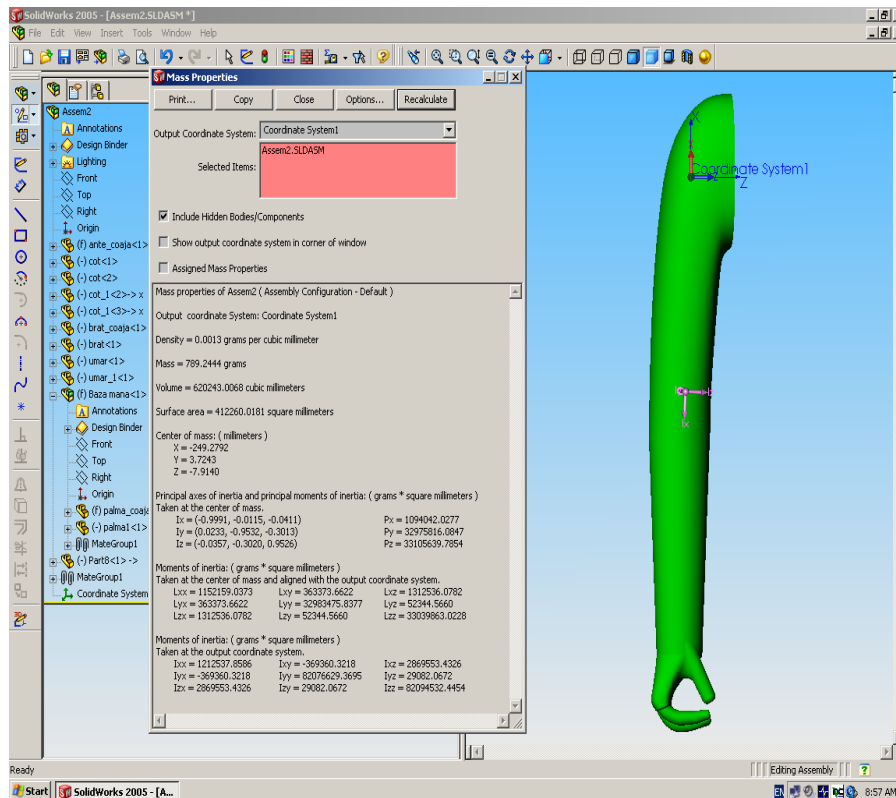 SolidWorks 2005 - [Assem2.SLDASM *]
File Edit View Insert Tools Window Help
Mass Properties
Print... Copy Close Options... Recalculate
Output Coordinate System: Coordinate System1
Selected Items: Assem2.SLDASM
Include Hidden Bodies/Components
Show output coordinate system in corner of window
Assigned Mass Properties
Mass properties of Assem2 ( Assembly Configuration - Default )
Output coordinate System: Coordinate System1
Density = 0.0013 grams per cubic millimeter
Mass = 789.2444 grams
Volume = 620243.0068 cubic millimeters
Surface area = 412260.0181 square millimeters
Center of mass: ( millimeters )
X = -249.2792
Y = 3.7243
Z = -7.9140
Principal axes of inertia and principal moments of inertia: ( grams * square millimeters )
Taken at the center of mass.
Ix = (-0.9991, -0.0115, -0.0411) Px = 1094042.0277
Iy = (0.0233, -0.9532, -0.3013) Py = 32975816.0847
Iz = (-0.0357, -0.3020, 0.9526) Pz = 33105639.7854
Moments of inertia: ( grams * square millimeters )
Taken at the center of mass and aligned with the output coordinate system.
Lxx = 1152159.0373 Lxy = 363373.6622 Lxz = 1312536.0782
Lyx = 363373.6622 Lyy = 32983475.8377 Lyz = 52344.5660
Lzx = 1312536.0782 Lzy = 52344.5660 Lzz = 33039863.0228
Moments of inertia: ( grams * square millimeters )
Taken at the output coordinate system.
Ixx = 1212537.8586 Ixy = -369360.3218 Ixz = 2869553.4326
Iyx = -369360.3218 Iyy = 82076629.3695 Iyz = 29082.0672
Izx = 2869553.4326 Izy = 29082.0672 Izz = 82094532.4454
Assem2
Annotations
Design Binder
Lighting
Front
Top
Right
Origin
(f) ante_coaja<1>
(-) cot<1>
(-) cot<2>
(-) cot_1<2>-> x
(-) cot_1<3>-> x
(-) brat_coaja<1>
(-) brat<1>
(-) umar<1>
(-) umar_1<1>
(f) Baza mana<1>
Annotations
Design Binder
Front
Top
Right
Origin
(f) palma_coaja
(-) palma1<1>
MateGroup1
(-) Part8<1> ->
MateGroup1
Coordinate System
X
Coordinate System1
Z
Ix
Ready
Editing Assembly
Start
SolidWorks 2005 - [A...
EN
8:57 AM